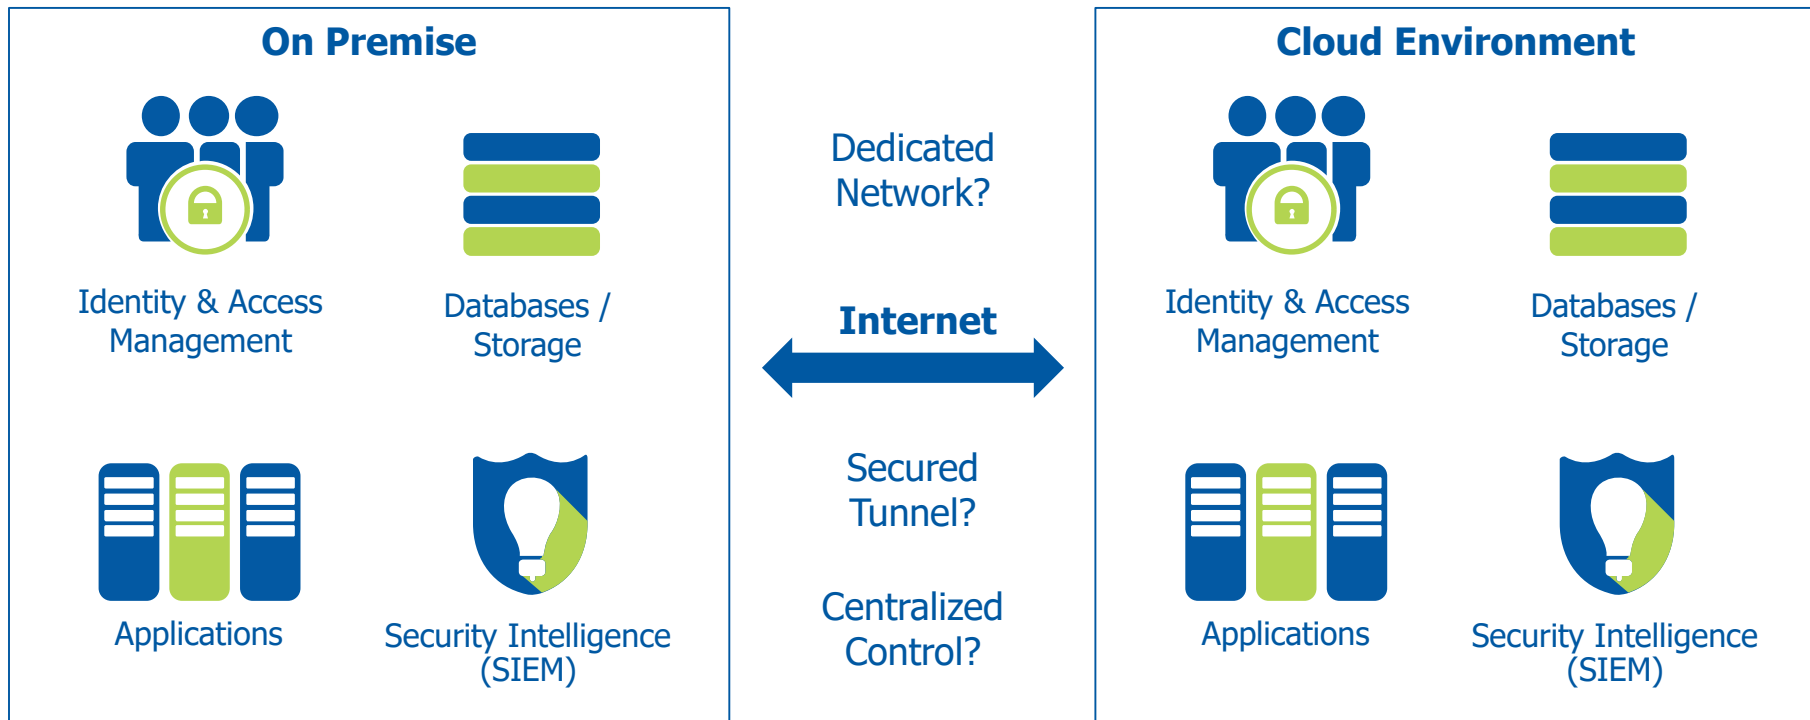 On Premise
Identity & Access
Management
Databases /
Storage
Applications
Security Intelligence
(SIEM)
Dedicated
Network?
Internet
Secured
Tunnel?
Centralized
Control?
Cloud Environment
Identity & Access
Management
Databases /
Storage
Applications
Security Intelligence
(SIEM)